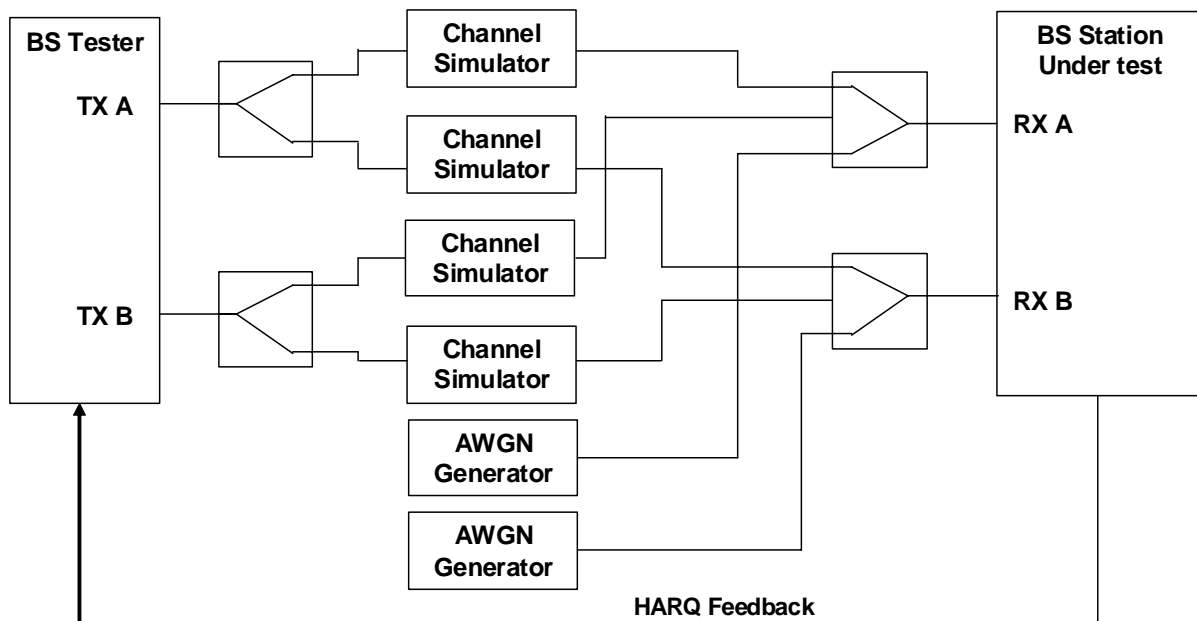 BS Tester
TX A
TX B
Channel
Simulator
Channel
Simulator
Channel
Simulator
Channel
Simulator
AWGN
Generator
AWGN
Generator
BS Station
Under test
RX A
RX B
HARQ Feedback